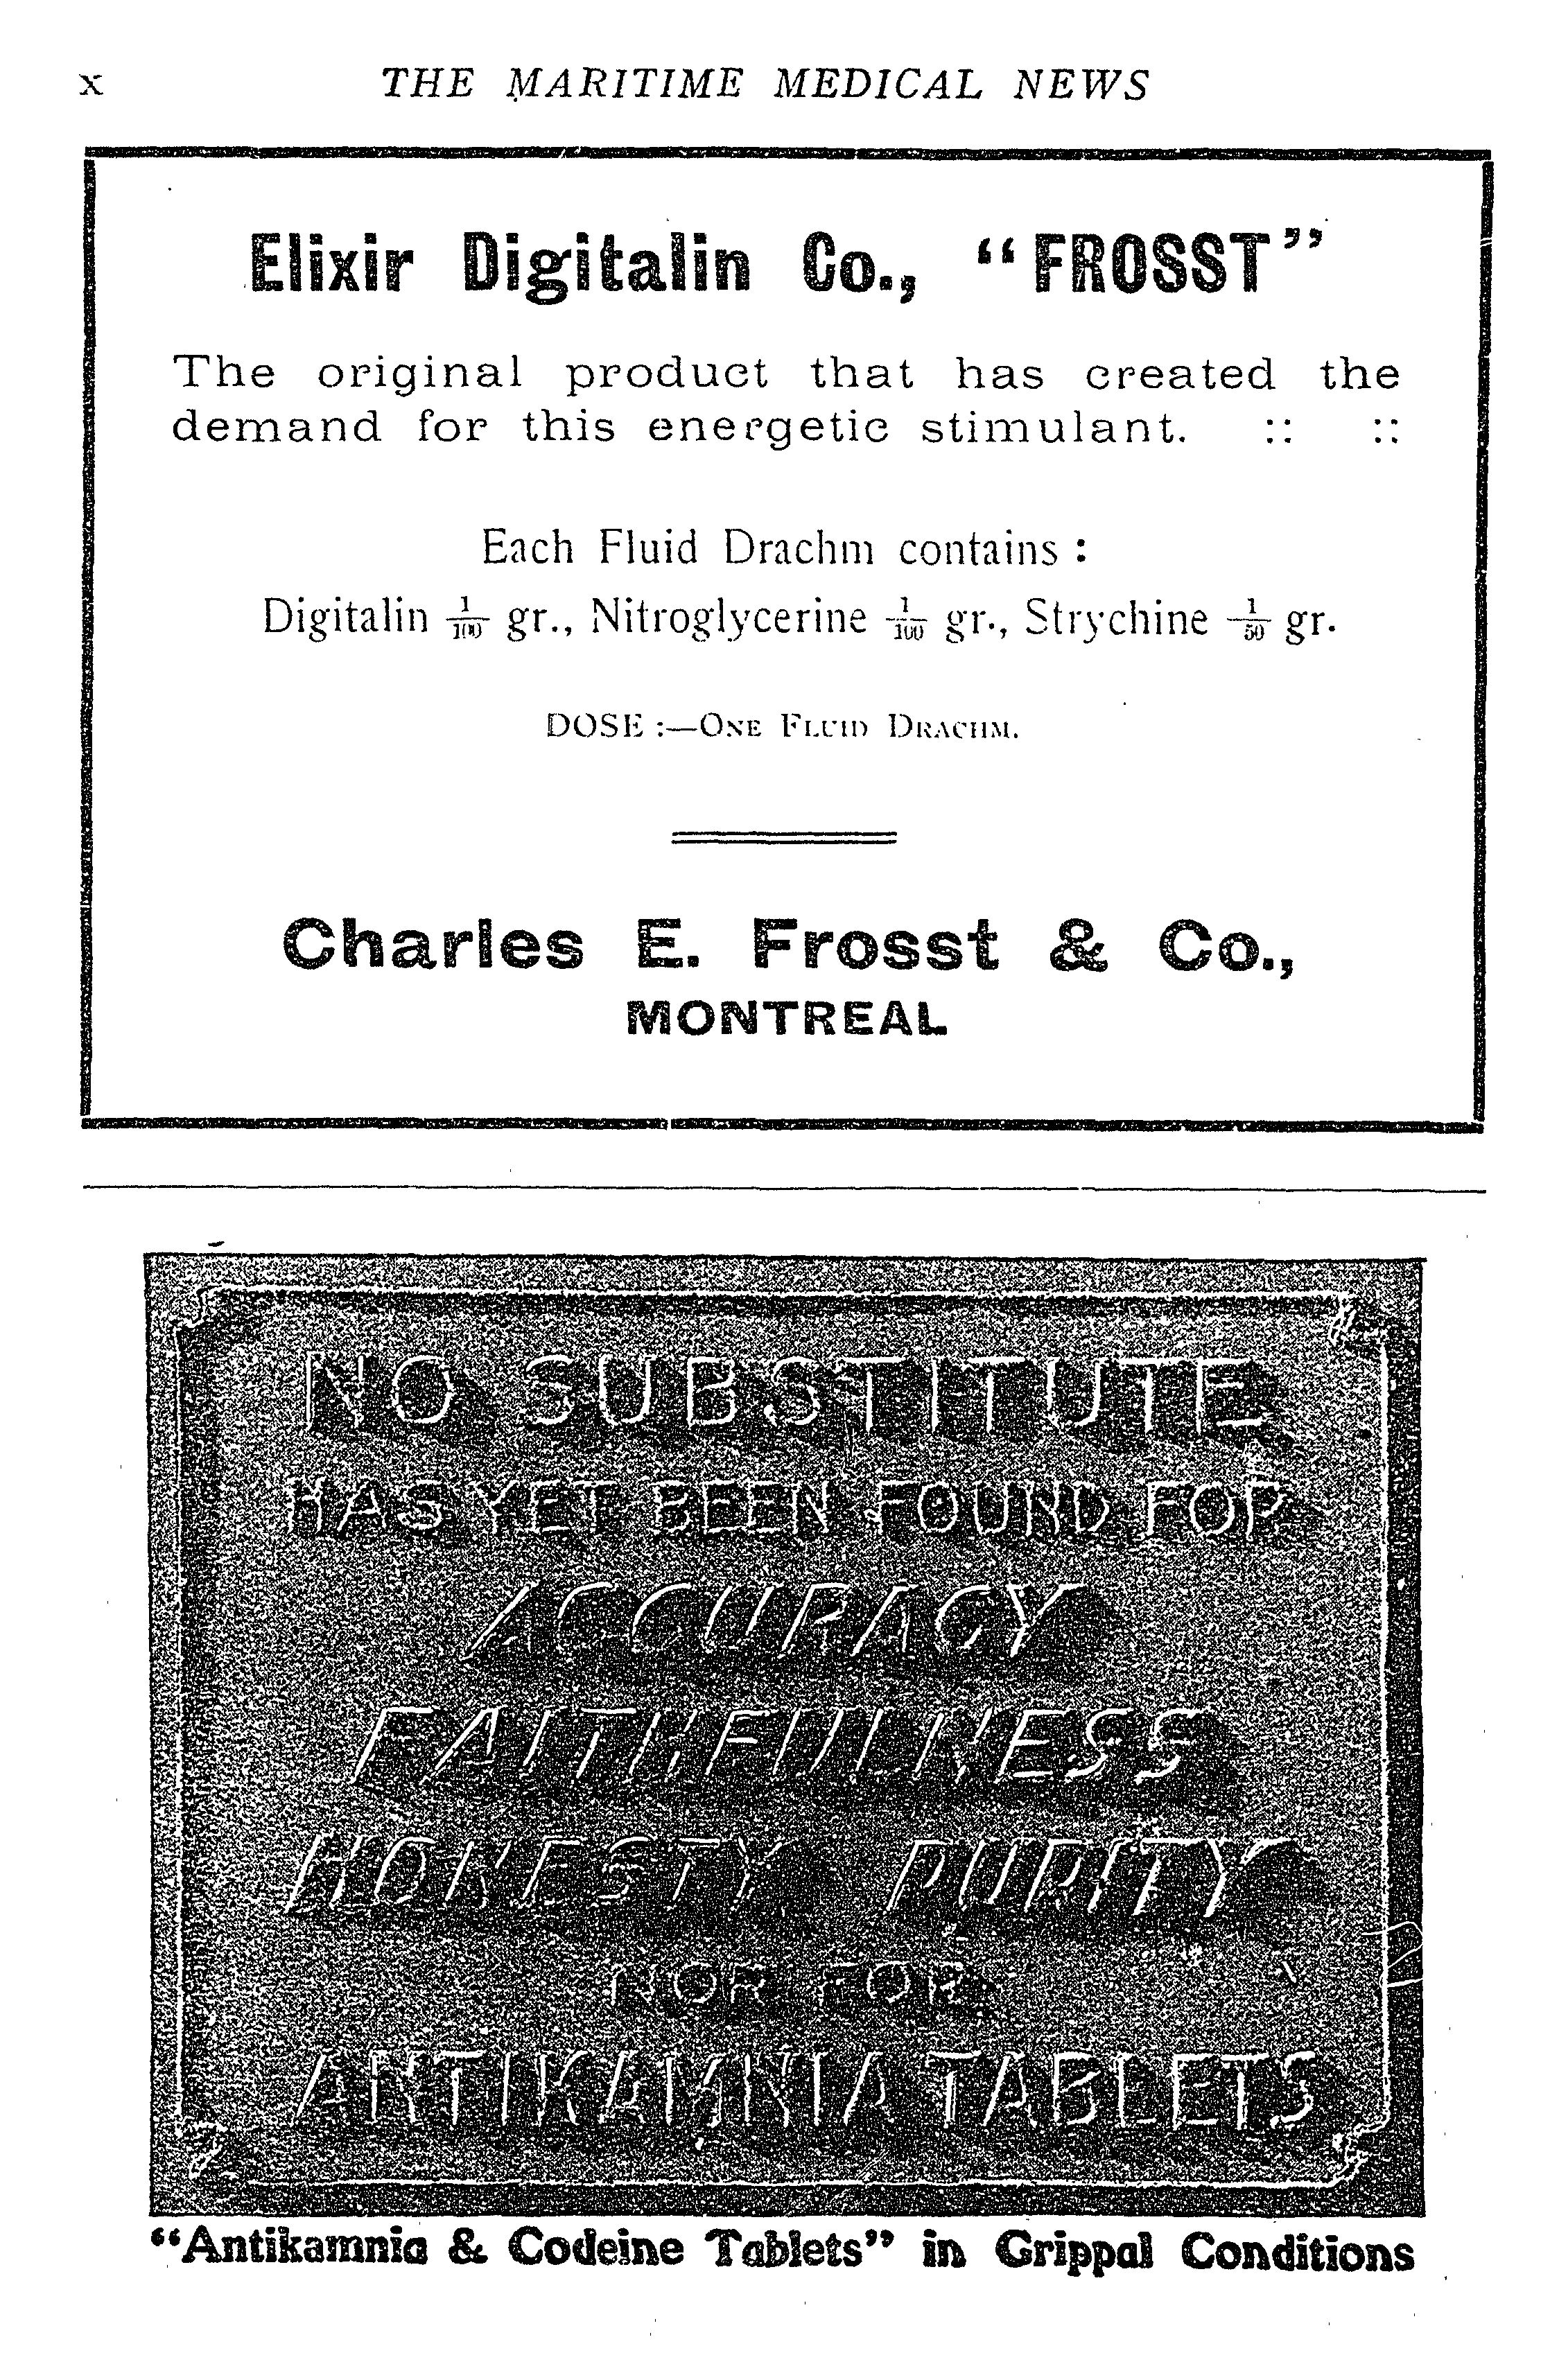 x THE MARITIME MEDICAL NEWS
Elixir Digitalin Co., “FROSST”
The original product that has created the
demand for this energetic stimulant. :: ::
Each Fluid Drachm contains :
Digitalin 1/100 gr., Nitroglycerine 1/100 gr., Strychine 1/50 gr.
DOSE :—One Fluid Drachm.
Charles E. Frosst & Co.,
MONTREAL
NO SUBSTITUTE
HAS YET BEEN FOUND FOR
ACCURACY
FAITHFULNESS
HONESTY PURITY
NOR FOR
ANTIKAMNIA TABLETS
“Antikamnia & Codeine Tablets” in Grippal Conditions